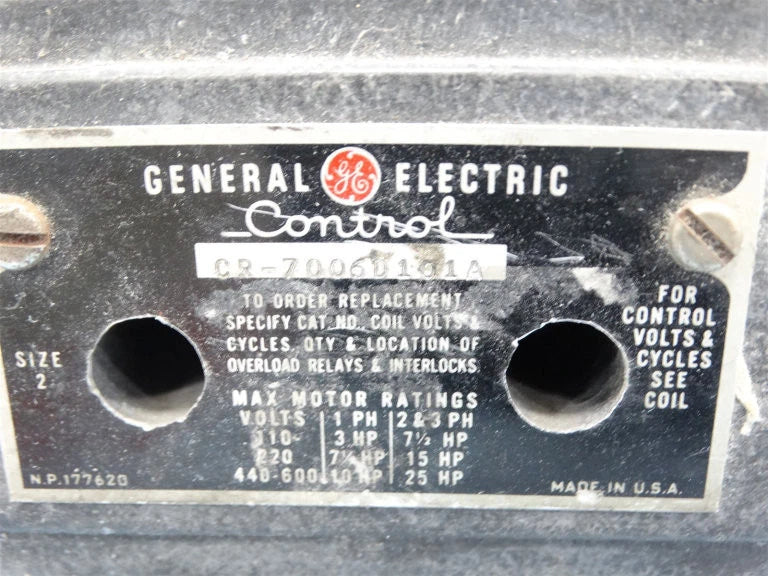 GENERAL GE ELECTRIC
Control
CR-7006D101A
TO ORDER REPLACEMENT
SPECIFY CAT. NO., COIL VOLTS &
CYCLES, QTY & LOCATION OF
OVERLOAD RELAYS & INTERLOCKS.
SIZE
2
FOR
CONTROL
VOLTS &
CYCLES
SEE
COIL
MAX MOTOR RATINGS
VOLTS 1 PH 2 & 3 PH
110- 3 HP 7½ HP
220 7½ HP 15 HP
440-600 10 HP 25 HP
N.P.177620
MADE IN U.S.A.